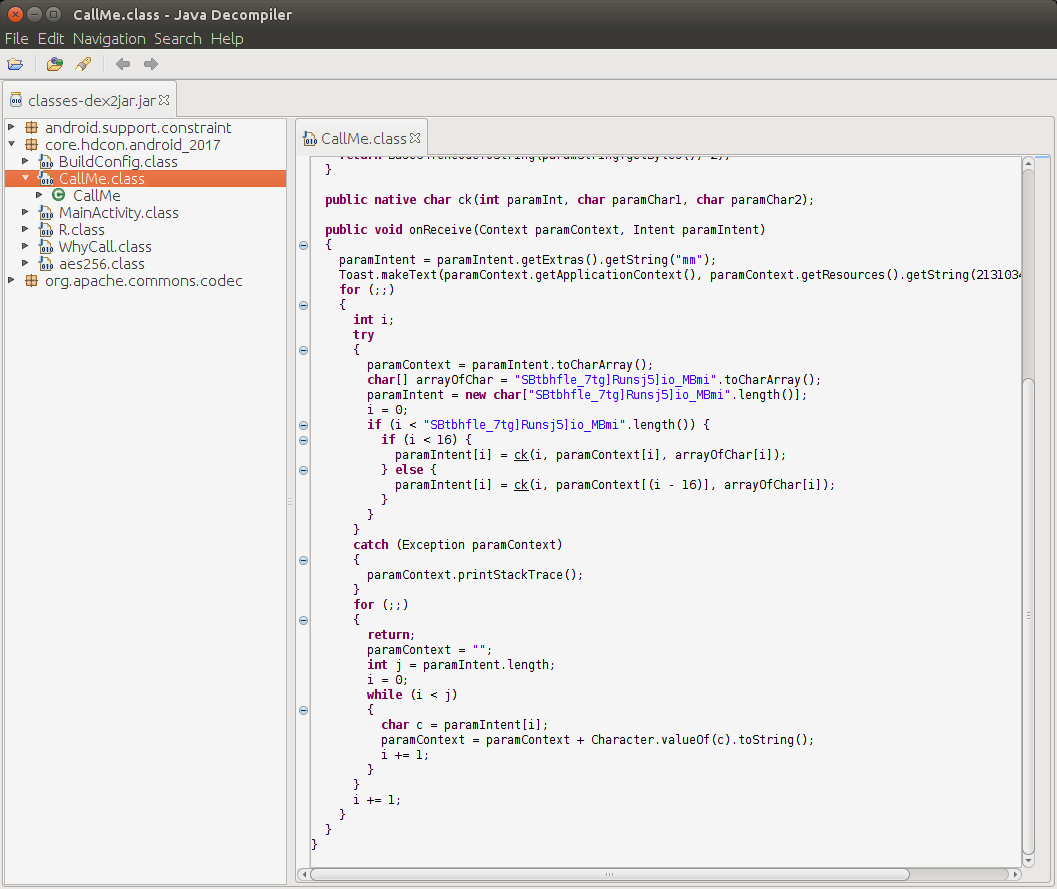 CallMe.class - Java Decompiler
File Edit Navigation Search Help
classes-dex2jar.jar
android.support.constraint
core.hdcon.android_2017
BuildConfig.class
CallMe.class
CallMe
MainActivity.class
R.class
WhyCall.class
aes256.class
org.apache.commons.codec
CallMe.class
}
public native char ck(int paramInt, char paramChar1, char paramChar2);
public void onReceive(Context paramContext, Intent paramIntent)
{
paramIntent = paramIntent.getExtras().getString("mm");
Toast.makeText(paramContext.getApplicationContext(), paramContext.getResources().getString(2131034
for (;;)
{
int i;
try
{
paramContext = paramIntent.toCharArray();
char[] arrayOfChar = "SBtbhfle_7tg]Runsj5]io_MBmi".toCharArray();
paramIntent = new char["SBtbhfle_7tg]Runsj5]io_MBmi".length()];
i = 0;
if (i < "SBtbhfle_7tg]Runsj5]io_MBmi".length()) {
if (i < 16) {
paramIntent[i] = ck(i, paramContext[i], arrayOfChar[i]);
} else {
paramIntent[i] = ck(i, paramContext[(i - 16)], arrayOfChar[i]);
}
}
}
catch (Exception paramContext)
{
paramContext.printStackTrace();
}
for (;;)
{
return;
paramContext = "";
int j = paramIntent.length;
i = 0;
while (i < j)
{
char c = paramIntent[i];
paramContext = paramContext + Character.valueOf(c).toString();
i += 1;
}
}
i += 1;
}
}
}